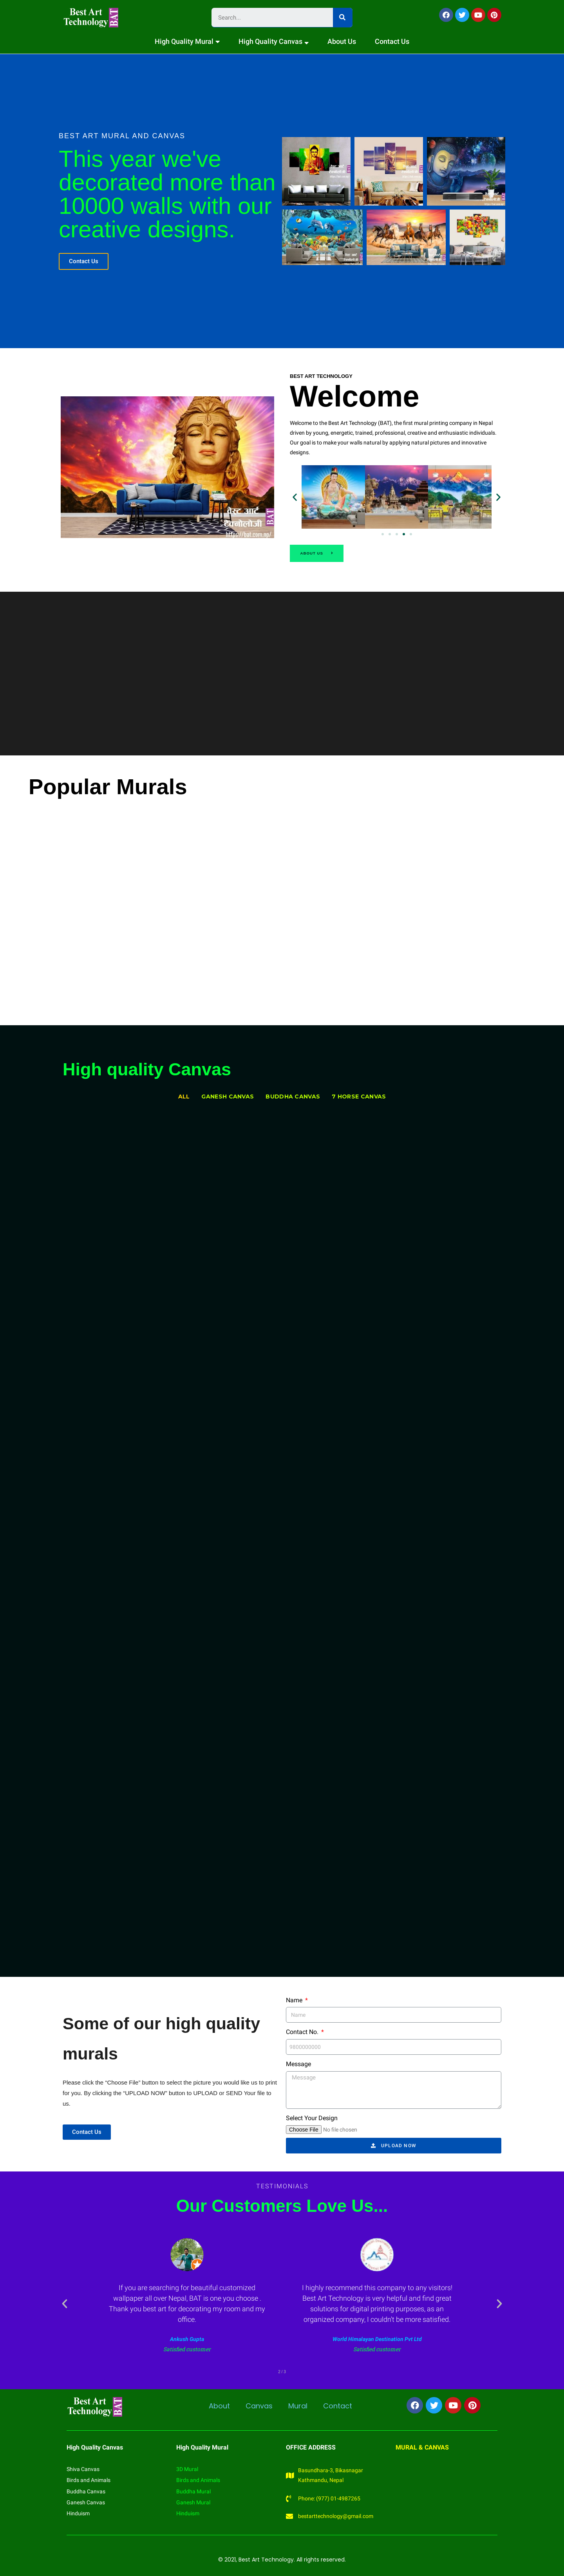 Best Art
Technology BAT
Search...
High Quality Mural
High Quality Canvas
About Us
Contact Us
BEST ART MURAL AND CANVAS
This year we've
decorated more than
10000 walls with our
creative designs.
Contact Us
BEST ART TECHNOLOGY
Welcome
Welcome to the Best Art Technology (BAT), the first mural printing company in Nepal
driven by young, energetic, trained, professional, creative and enthusiastic individuals.
Our goal is to make your walls natural by applying natural pictures and innovative
designs.
वेस्ट आर्ट
टेक्नोलोजी BAT
https://bat.com.np/
ABOUT US
Popular Murals
High quality Canvas
ALL
GANESH CANVAS
BUDDHA CANVAS
7 HORSE CANVAS
Some of our high quality
murals
Please click the "Choose File" button to select the picture you would like us to print
for you. By clicking the "UPLOAD NOW" button to UPLOAD or SEND Your file to
us.
Contact Us
Name *
Name
Contact No. *
9800000000
Message
Message
Select Your Design
Choose File No file chosen
UPLOAD NOW
TESTIMONIALS
Our Customers Love Us...
If you are searching for beautiful customized
wallpaper all over Nepal, BAT is one you choose .
Thank you best art for decorating my room and my
office.
Ankush Gupta
Satisfied customer
I highly recommend this company to any visitors!
Best Art Technology is very helpful and find great
solutions for digital printing purposes, as an
organized company, I couldn't be more satisfied.
World Himalayan Destination Pvt Ltd
Satisfied customer
Best Art
Technology BAT
About
Canvas
Mural
Contact
High Quality Canvas
Shiva Canvas
Birds and Animals
Buddha Canvas
Ganesh Canvas
Hinduism
High Quality Mural
3D Mural
Birds and Animals
Buddha Mural
Ganesh Mural
Hinduism
OFFICE ADDRESS
Basundhara-3, Bikasnagar
Kathmandu, Nepal
Phone: (977) 01-4987265
bestarttechnology@gmail.com
MURAL & CANVAS
© 2021, Best Art Technology. All rights reserved.